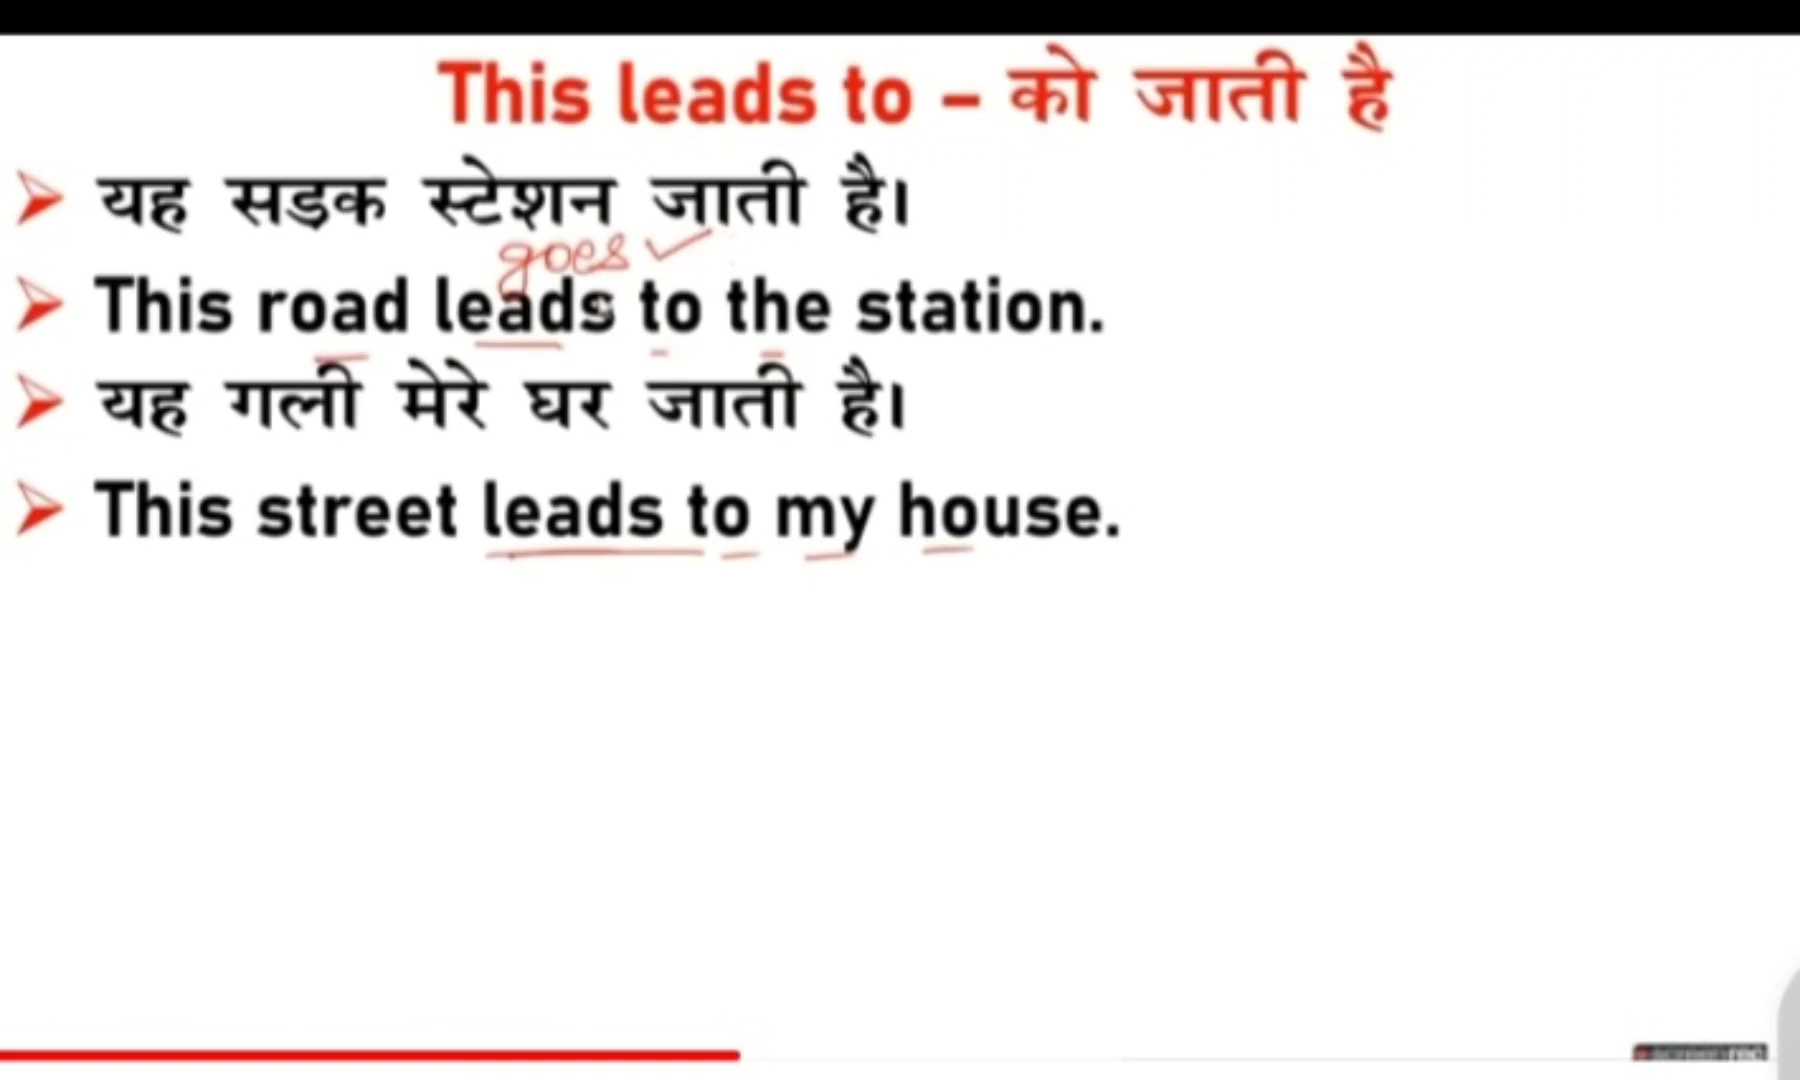 This leads to – को जाती है
यह सड़क स्टेशन जाती है।
goes
This road leads to the station.
यह गली मेरे घर जाती है।
This street leads to my house.